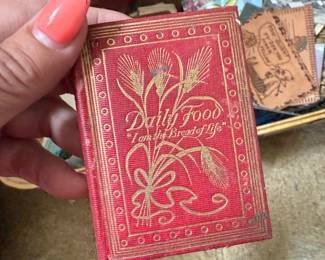 Daily Food
"I am the Bread of Life"